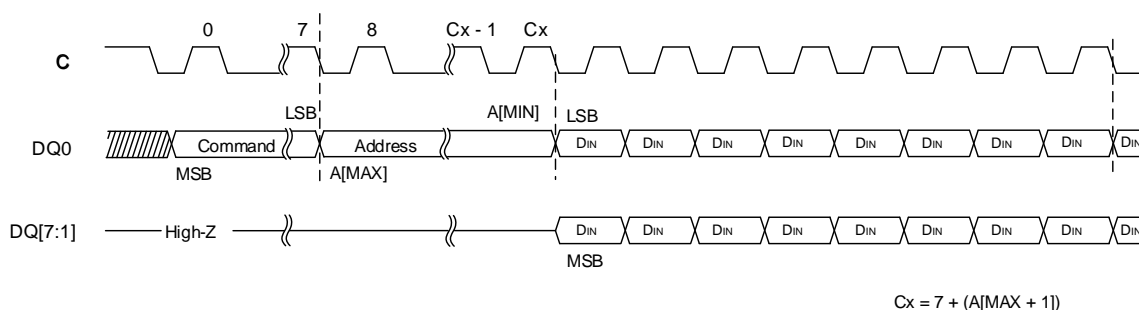 0 7 8 Cx - 1 Cx
C
LSB A[MIN] LSB
DQ0 Command Address DIN DIN DIN DIN DIN DIN DIN DIN DIN
MSB A[MAX]
DQ[7:1] High-Z DIN DIN DIN DIN DIN DIN DIN DIN DIN
MSB
Cx = 7 + (A[MAX + 1])